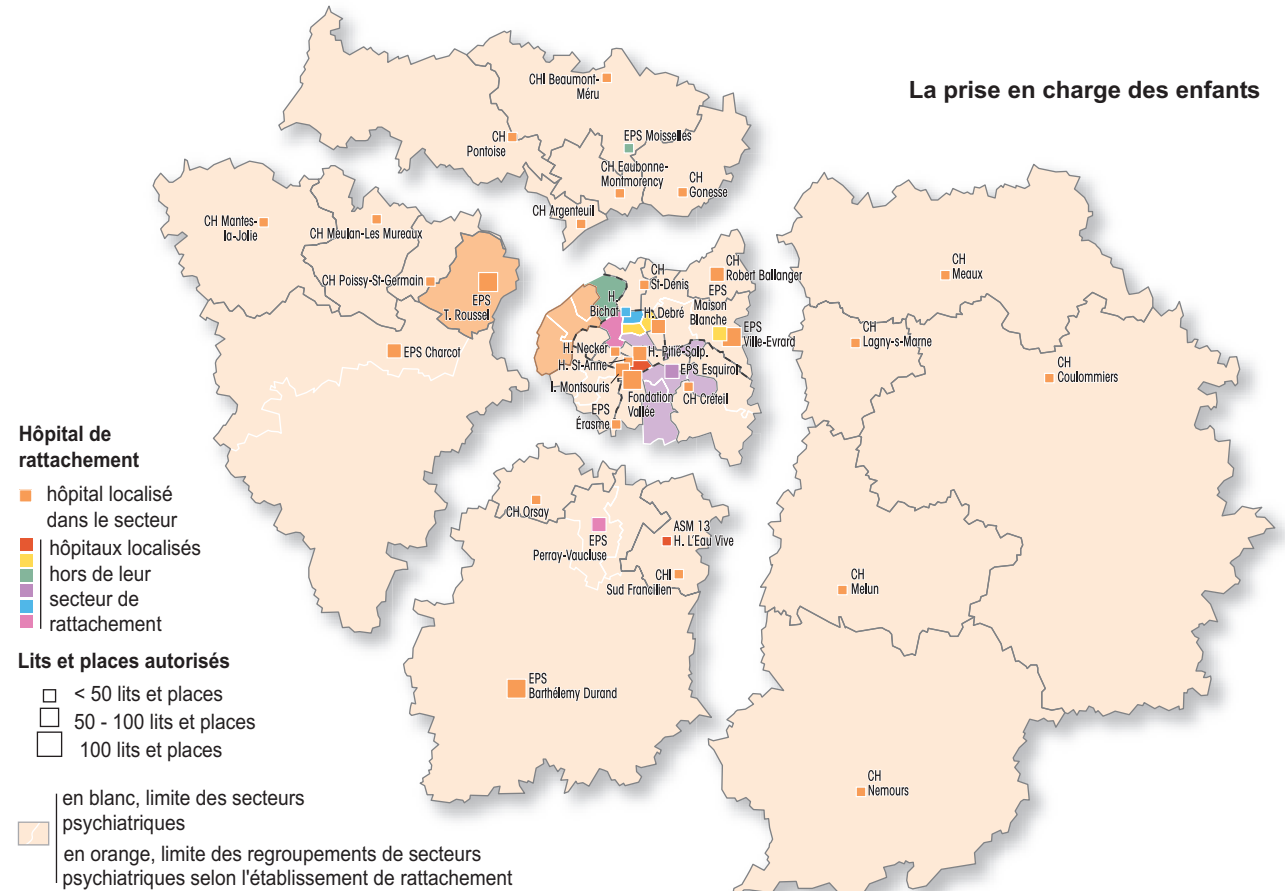 La prise en charge des enfants
CHI Beaumont-
Méru
CH
Pontoise
EPS Moisselles
CH Eaubonne-
Montmorency
CH
Gonesse
CH Argenteuil
CH Mantes-
la-Jolie
CH Meulan-Les Mureaux
CH Poissy-St-Germain
EPS
T. Roussel
EPS Charcot
CH
St-Denis
CH
Robert Ballanger
EPS
Maison
Blanche
H.
Bichat
H. Debré
EPS
Ville-Evrard
H. Necker
H. Pitié-Salp.
H. St-Anne
EPS Esquirol
I. Montsouris
Fondation
Vallée
CH Créteil
EPS
Érasme
CH
Meaux
CH
Lagny-s-Marne
CH
Coulommiers
CH Orsay
EPS
Perray-Vaucluse
ASM 13
H. L'Eau Vive
CHI
Sud Francilien
CH
Melun
EPS
Barthélemy Durand
CH
Nemours
Hôpital de
rattachement
hôpital localisé
dans le secteur
hôpitaux localisés
hors de leur
secteur de
rattachement
Lits et places autorisés
< 50 lits et places
50 - 100 lits et places
100 lits et places
en blanc, limite des secteurs
psychiatriques
en orange, limite des regroupements de secteurs
psychiatriques selon l'établissement de rattachement